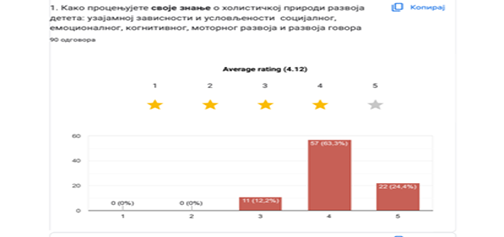 1. Како процењујете своје знање о холистичкој природи развоја
Копирај
детета: узајамној зависности и условљености социјалног,
емоционалног, когнитивног, моторног развоја и развоја говора
90 одговора
Average rating (4.12)
1 2 3 4 5
60
57 (63,3%)
40
20
22 (24,4%)
11 (12,2%)
0 (0%) 0 (0%)
0
1 2 3 4 5